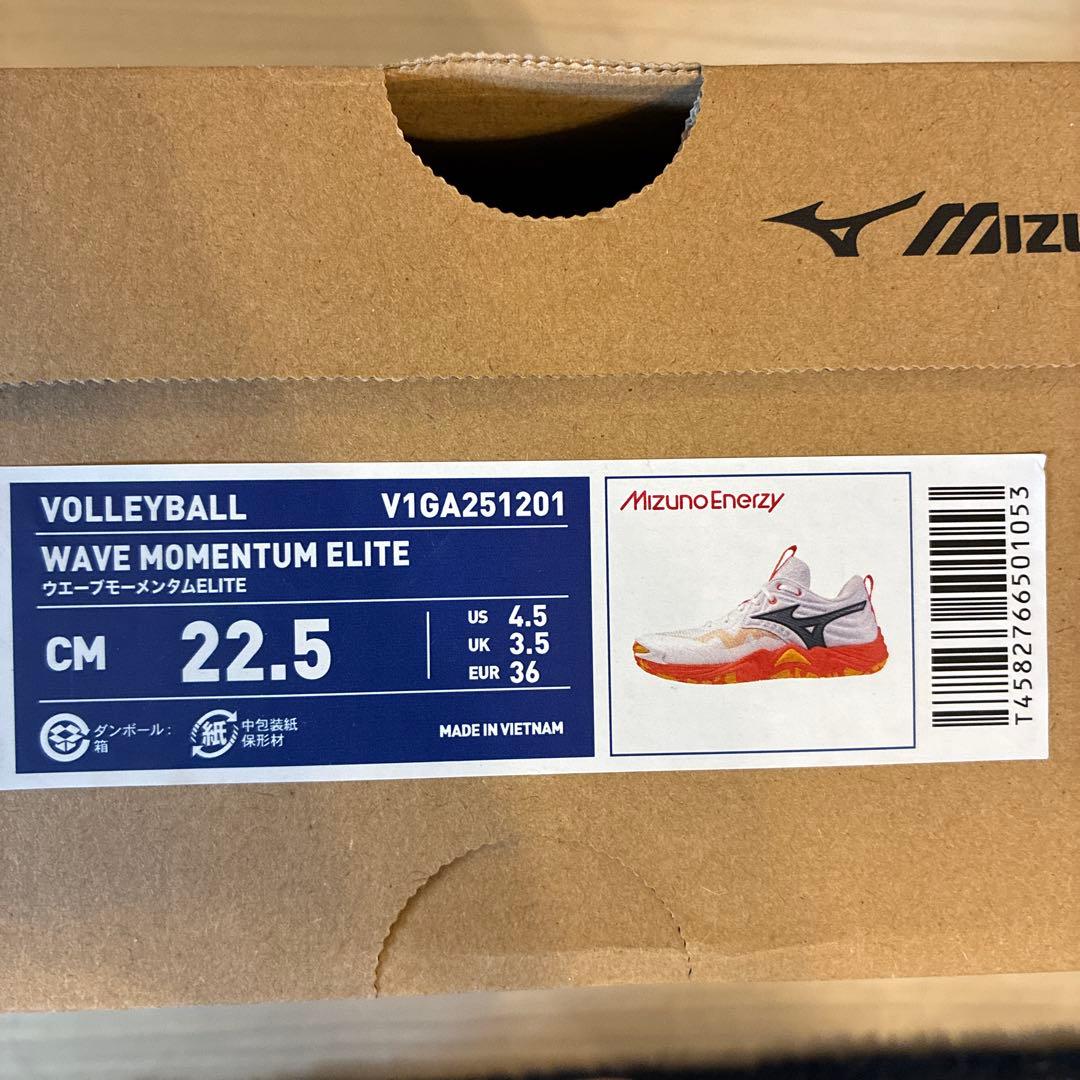 MIZU
VOLLEYBALL V1GA251201
WAVE MOMENTUM ELITE
ウエーブモーメンタムELITE
CM 22.5
US 4.5
UK 3.5
EUR 36
ダンボール:
箱
紙
中包装紙
保形材
MADE IN VIETNAM
Mizuno Enerzy
T4582766501053